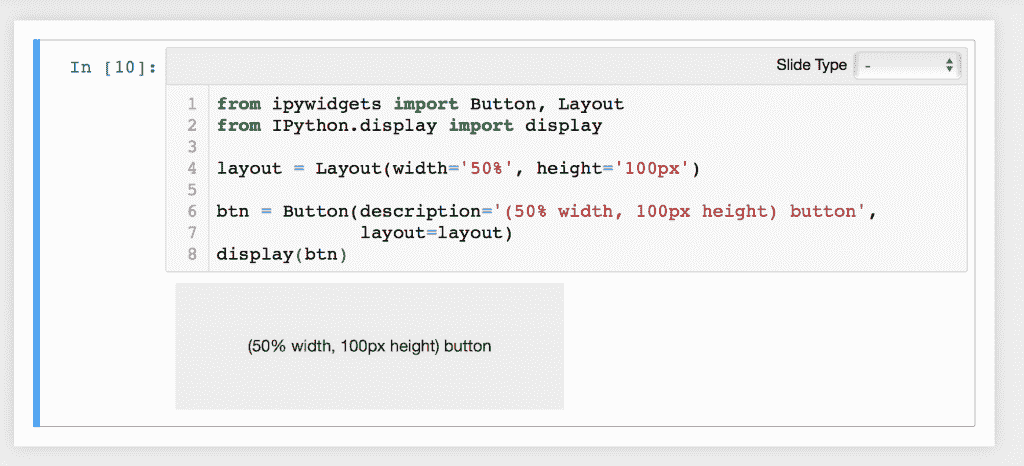 In [10]:
Slide Type -
1 from ipywidgets import Button, Layout
2 from IPython.display import display
3
4 layout = Layout(width='50%', height='100px')
5
6 btn = Button(description='(50% width, 100px height) button',
7              layout=layout)
8 display(btn)
(50% width, 100px height) button